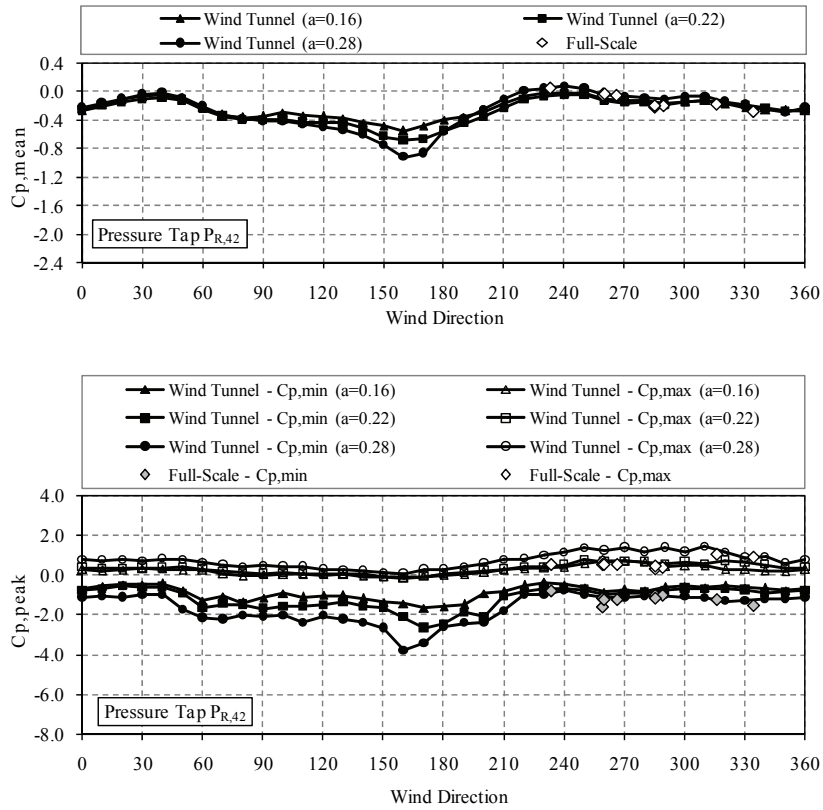 Wind Tunnel (a=0.16) Wind Tunnel (a=0.22)
Wind Tunnel (a=0.28) Full-Scale
0.4
0.0
-0.4
-0.8
-1.2
-1.6
-2.0
-2.4
Cp,mean
Pressure Tap PR,42
0 30 60 90 120 150 180 210 240 270 300 330 360
Wind Direction
Wind Tunnel - Cp,min (a=0.16) Wind Tunnel - Cp,max (a=0.16)
Wind Tunnel - Cp,min (a=0.22) Wind Tunnel - Cp,max (a=0.22)
Wind Tunnel - Cp,min (a=0.28) Wind Tunnel - Cp,max (a=0.28)
Full-Scale - Cp,min Full-Scale - Cp,max
4.0
2.0
0.0
-2.0
-4.0
-6.0
-8.0
Cp,peak
Pressure Tap PR,42
0 30 60 90 120 150 180 210 240 270 300 330 360
Wind Direction